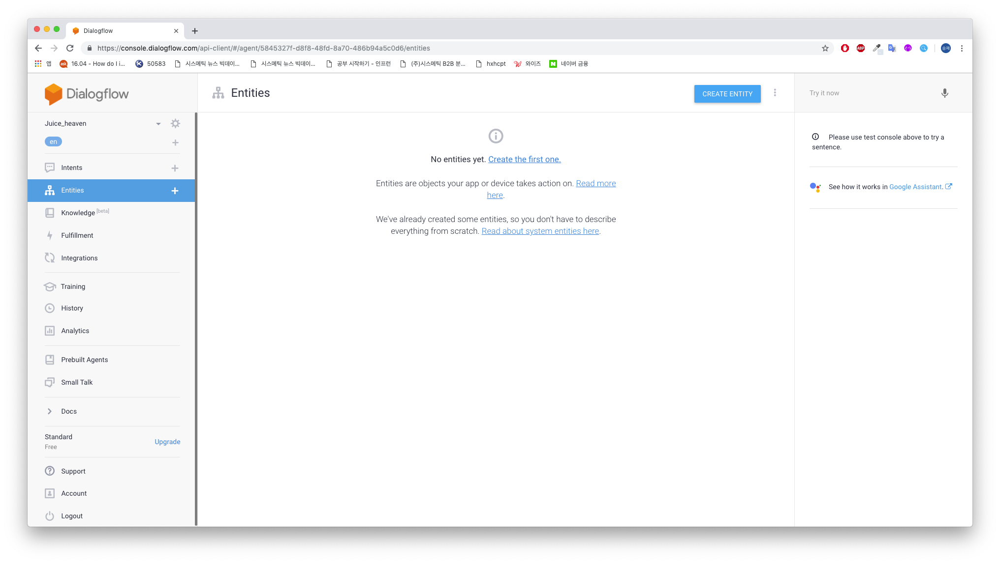 Dialogflow
https://console.dialogflow.com/api-client/#/agent/5845327f-d8f8-48fd-8a70-486b94a5c0d6/entities
ABP
승재
앱
ask
16.04 - How do I i...
K
50583
시스메틱 뉴스 빅데이...
시스메틱 뉴스 빅데이...
공부 시작하기 - 인프런
(주)시스메틱 B2B 분...
hxhcpt
W
와이즈
N
네이버 금융
Dialogflow
Entities
CREATE ENTITY
Try it now
Juice_heaven
en
Intents
Entities
Knowledge [beta]
Fulfillment
Integrations
Training
History
Analytics
Prebuilt Agents
Small Talk
Docs
Standard
Free
Upgrade
Support
Account
Logout
No entities yet. Create the first one.
Entities are objects your app or device takes action on. Read more
here.
We've already created some entities, so you don't have to describe
everything from scratch. Read about system entities here.
Please use test console above to try a
sentence.
See how it works in Google Assistant.